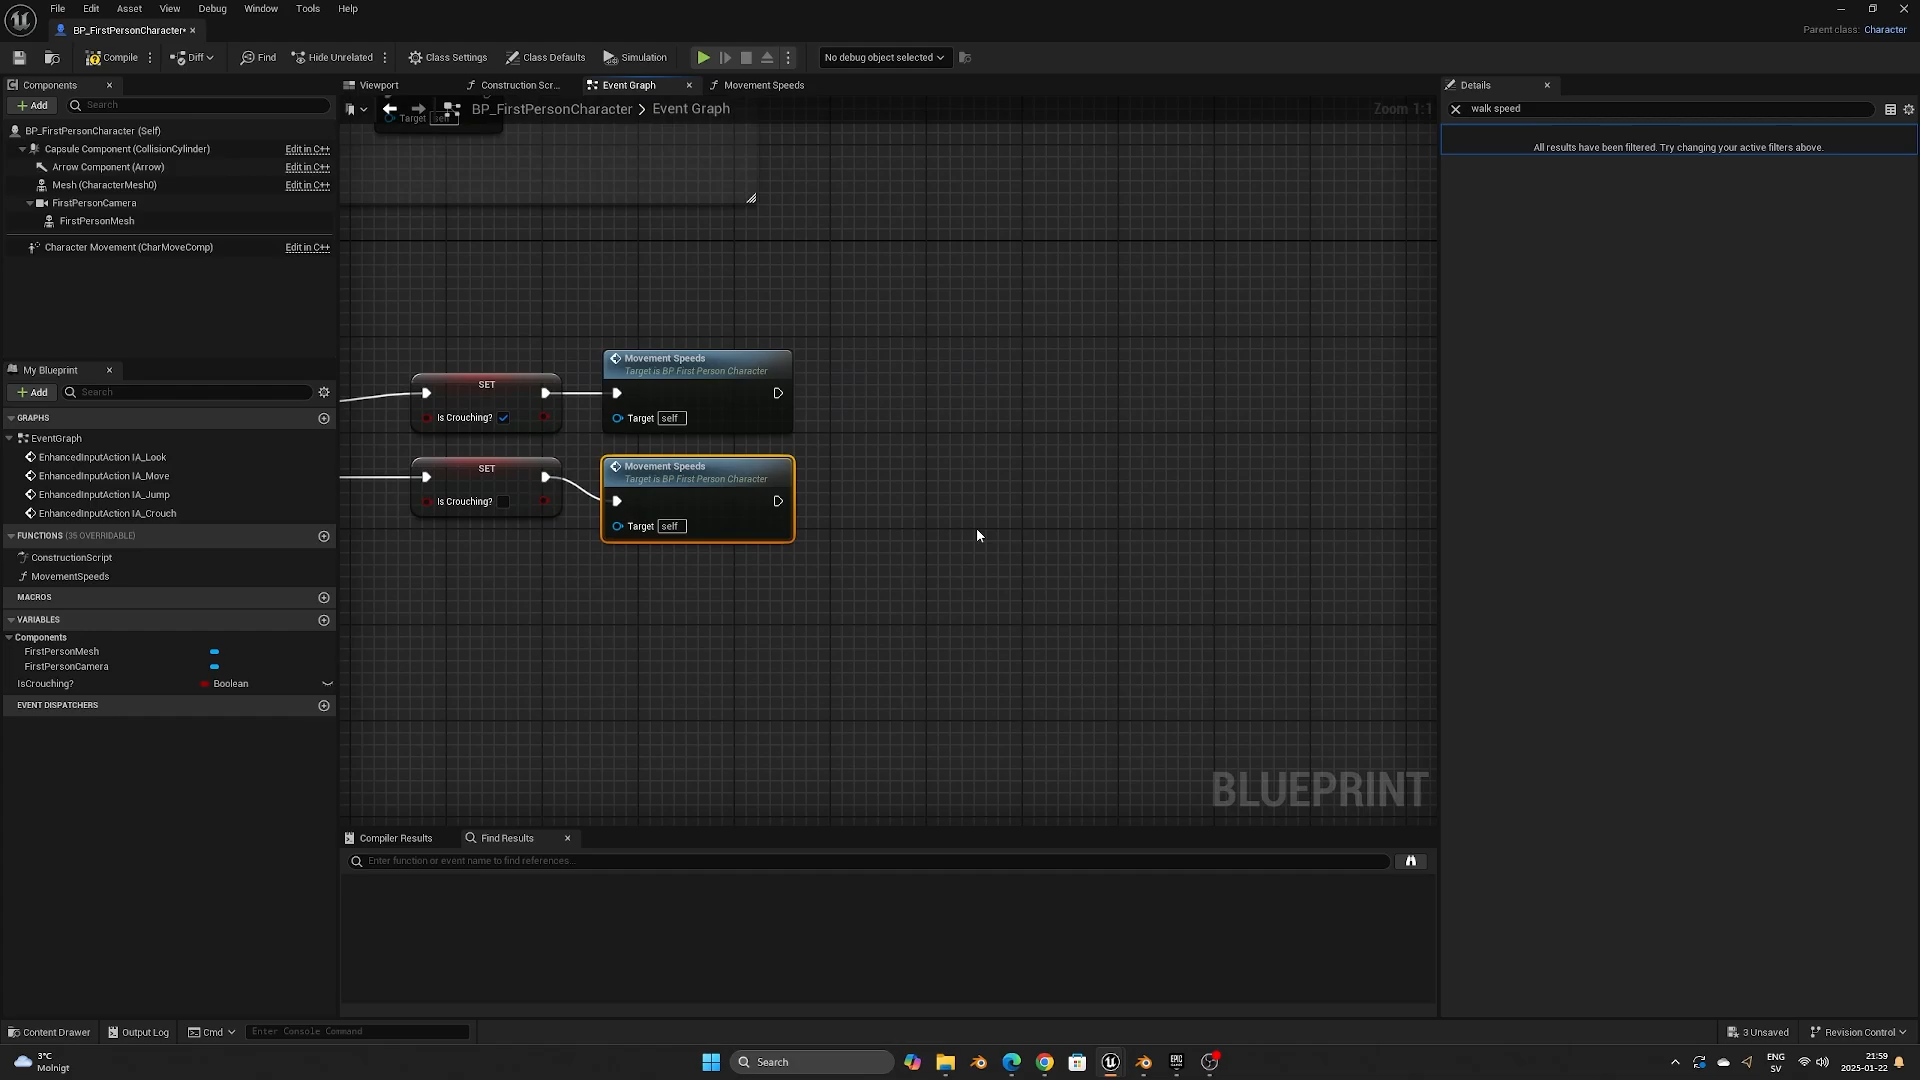 File Edit Asset View Debug Window Tools Help
BP_FirstPersonCharacter•
Parent class: Character
Compile Diff Find Hide Unrelated Class Settings Class Defaults Simulation No debug object selected
Components
Add Search
BP_FirstPersonCharacter (Self)
Capsule Component (CollisionCylinder) Edit in C++
Arrow Component (Arrow) Edit in C++
Mesh (CharacterMesh0) Edit in C++
FirstPersonCamera
FirstPersonMesh
Character Movement (CharMoveComp) Edit in C++
My Blueprint
Add Search
GRAPHS
EventGraph
EnhancedInputAction IA_Look
EnhancedInputAction IA_Move
EnhancedInputAction IA_Jump
EnhancedInputAction IA_Crouch
FUNCTIONS (35 OVERRIDABLE)
ConstructionScript
MovementSpeeds
MACROS
VARIABLES
Components
FirstPersonMesh
FirstPersonCamera
IsCrouching? Boolean
EVENT DISPATCHERS
Viewport Construction Scr... Event Graph Movement Speeds
BP_FirstPersonCharacter > Event Graph
Zoom 1:1
Target self
SET
Is Crouching?
Movement Speeds
Target is BP First Person Character
Target self
SET
Is Crouching?
Movement Speeds
Target is BP First Person Character
Target self
BLUEPRINT
Compiler Results Find Results
Enter function or event name to find references...
Details
walk speed
All results have been filtered. Try changing your active filters above.
Content Drawer Output Log Cmd Enter Console Command
3 Unsaved Revision Control
3°C
Molnigt
Search
ENG
SV
21:59
2025-01-22